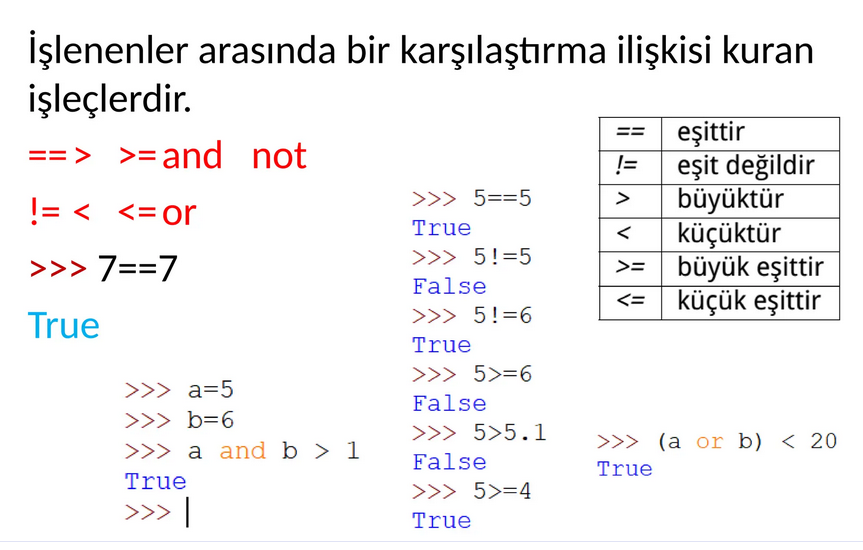 İşlenenler arasında bir karşılaştırma ilişkisi kuran
işleçlerdir.
== > >= and not
!= < <= or
>>> 7==7
True
>>> a=5
>>> b=6
>>> a and b > 1
True
>>>
>>> 5==5
True
>>> 5!=5
False
>>> 5!=6
True
>>> 5>=6
False
>>> 5>5.1
False
>>> 5>=4
True
== eşittir
!= eşit değildir
> büyüktür
< küçüktür
>= büyük eşittir
<= küçük eşittir
>>> (a or b) < 20
True